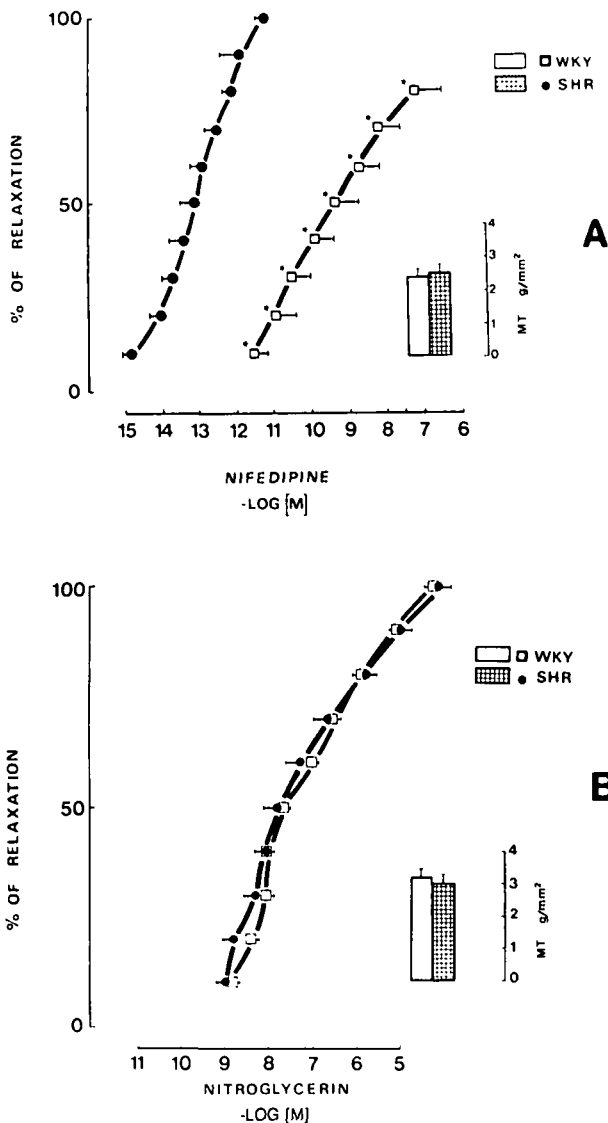 100
50
0
% OF RELAXATION
WKY
SHR
A
4
3
2
1
0
MT g/mm²
* * * * * * * *
15 14 13 12 11 10 9 8 7 6
NIFEDIPINE
-LOG [M]
100
50
0
% OF RELAXATION
WKY
SHR
B
4
3
2
1
0
MT g/mm²
11 10 9 8 7 6 5
NITROGLYCERIN
-LOG [M]